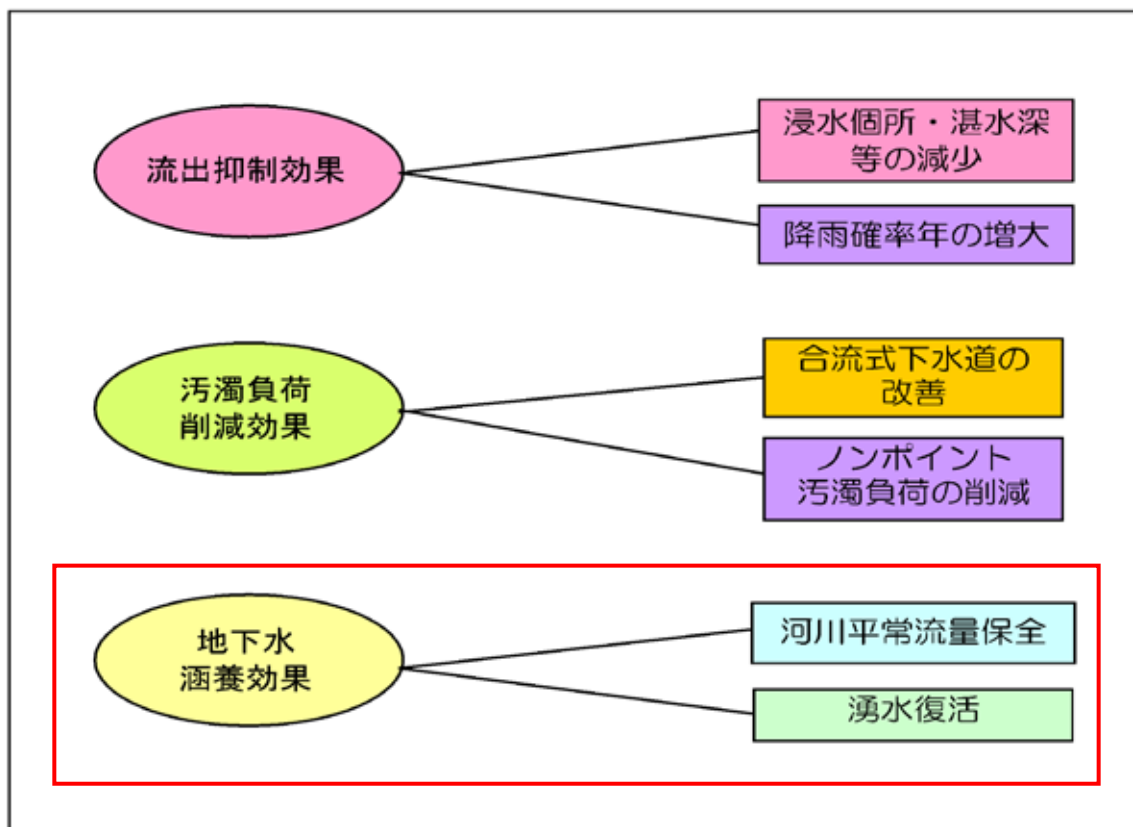 流出抑制効果
浸水個所・湛水深
等の減少
降雨確率年の増大
汚濁負荷
削減効果
合流式下水道の
改善
ノンポイント
汚濁負荷の削減
地下水
涵養効果
河川平常流量保全
湧水復活